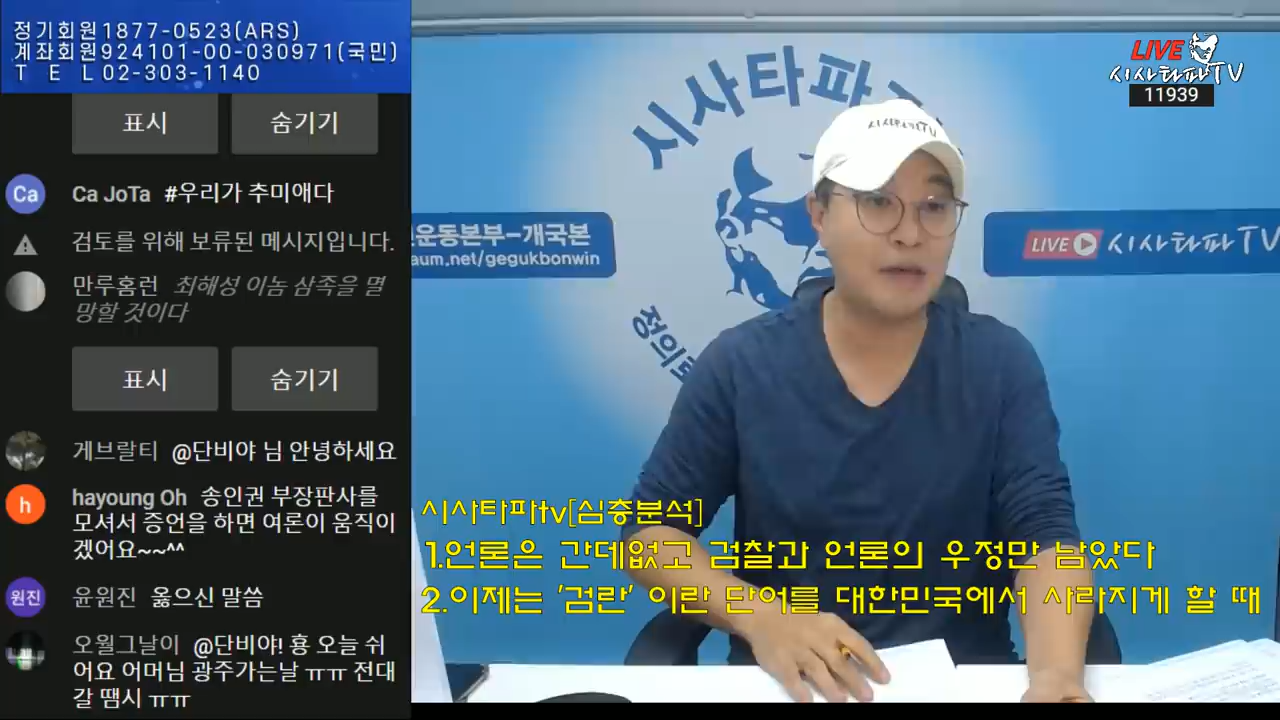 정기회원1877-0523(ARS)
계좌회원924101-00-030971(국민)
T E L 02-303-1140
표시 숨기기
Ca
Ca JoTa #우리가 추미애다
검토를 위해 보류된 메시지입니다.
만루홈런 최해성 이놈 삼족을 멸
망할 것이다
표시 숨기기
게브랄티 @단비야 님 안녕하세요
h
hayoung Oh 송인권 부장판사를
모셔서 증언을 하면 여론이 움직이
겠어요~~^^
원진
윤원진 옳으신 말씀
오월그날이 @단비야! 흉 오늘 쉬
어요 어머님 광주가는날 ㅠㅠ 전대
갈 땜시 ㅠㅠ
LIVE
시사타파TV
11939
시사타파
시사타파TV
운동본부-개국본
aum.net/gegukbonwin
LIVE 시사타파TV
정의로
시사타파tv[심층분석]
1.언론은 간데없고 검찰과 언론의 우정만 남았다
2.이제는 '검란' 이란 단어를 대한민국에서 사라지게 할 때